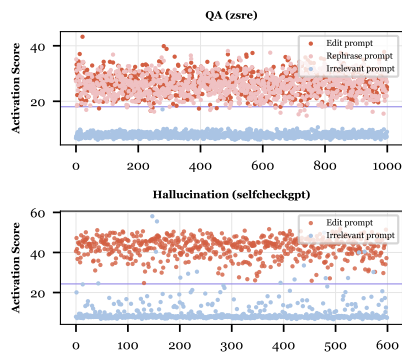 QA (zsre)
Activation Score
40
20
Edit prompt
Rephrase prompt
Irrelevant prompt
0 200 400 600 800 1000
Hallucination (selfcheckgpt)
Activation Score
60
40
20
Edit prompt
Irrelevant prompt
0 100 200 300 400 500 600